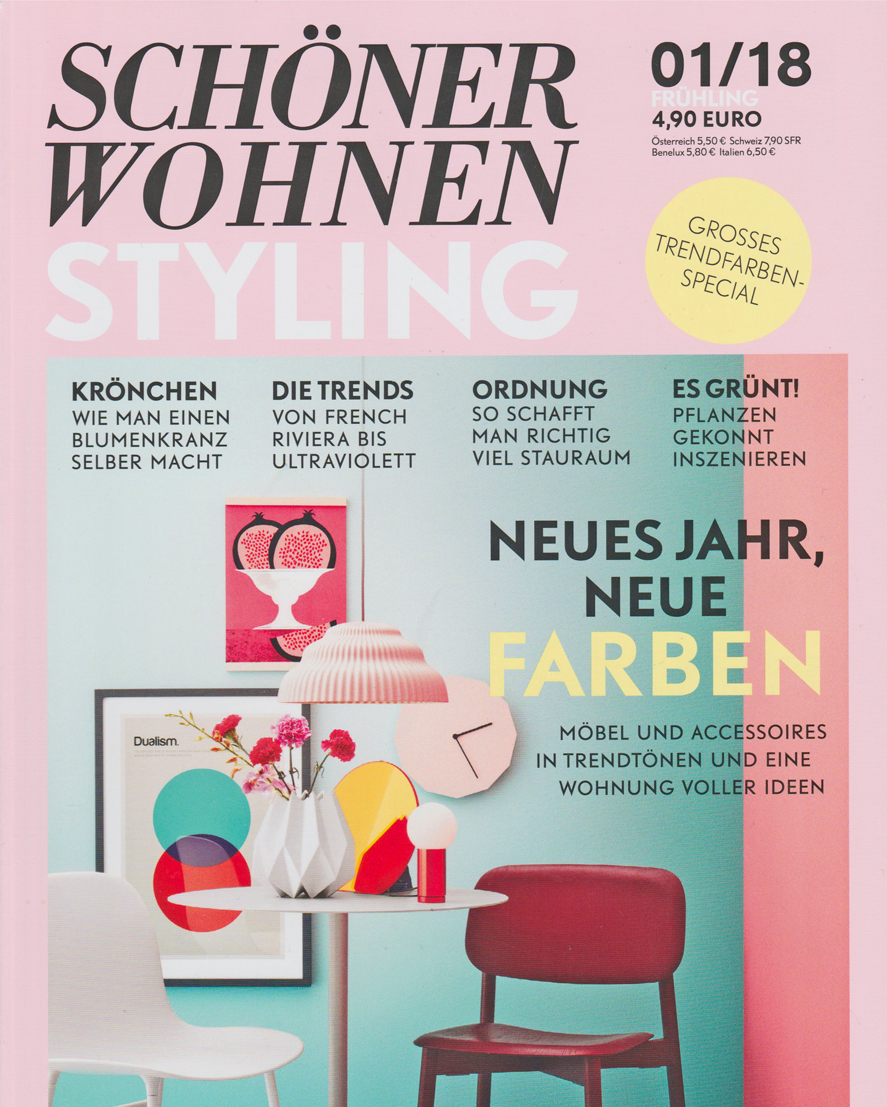 SCHÖNER
WOHNEN
STYLING
01/18
FRÜHLING
4,90 EURO
Österreich 5,50 € Schweiz 7,90 SFR
Benelux 5,80 € Italien 6,50 €
GROSSES
TRENDFARBEN-
SPECIAL
KRÖNCHEN
WIE MAN EINEN
BLUMENKRANZ
SELBER MACHT
DIE TRENDS
VON FRENCH
RIVIERA BIS
ULTRAVIOLETT
ORDNUNG
SO SCHAFFT
MAN RICHTIG
VIEL STAURAUM
ES GRÜNT!
PFLANZEN
GEKONNT
INSZENIEREN
NEUES JAHR,
NEUE
FARBEN
MÖBEL UND ACCESSOIRES
IN TRENDTÖNEN UND EINE
WOHNUNG VOLLER IDEEN
Dualism.